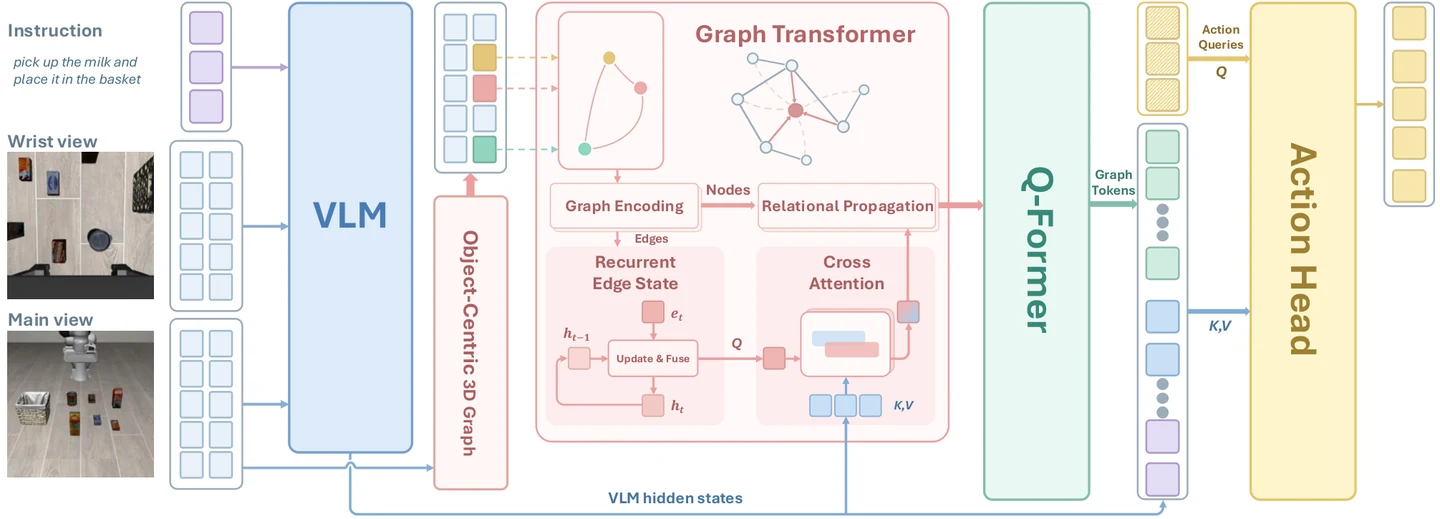 Instruction
pick up the milk and
place it in the basket
Wrist view
Main view
VLM
Object-Centric 3D Graph
Graph Transformer
Graph Encoding
Nodes
Relational Propagation
Edges
Recurrent
Edge State
e_t
h_{t-1}
Update & Fuse
h_t
Q
Cross
Attention
K,V
VLM hidden states
Q-Former
Graph
Tokens
Action
Queries
Q
K,V
Action Head